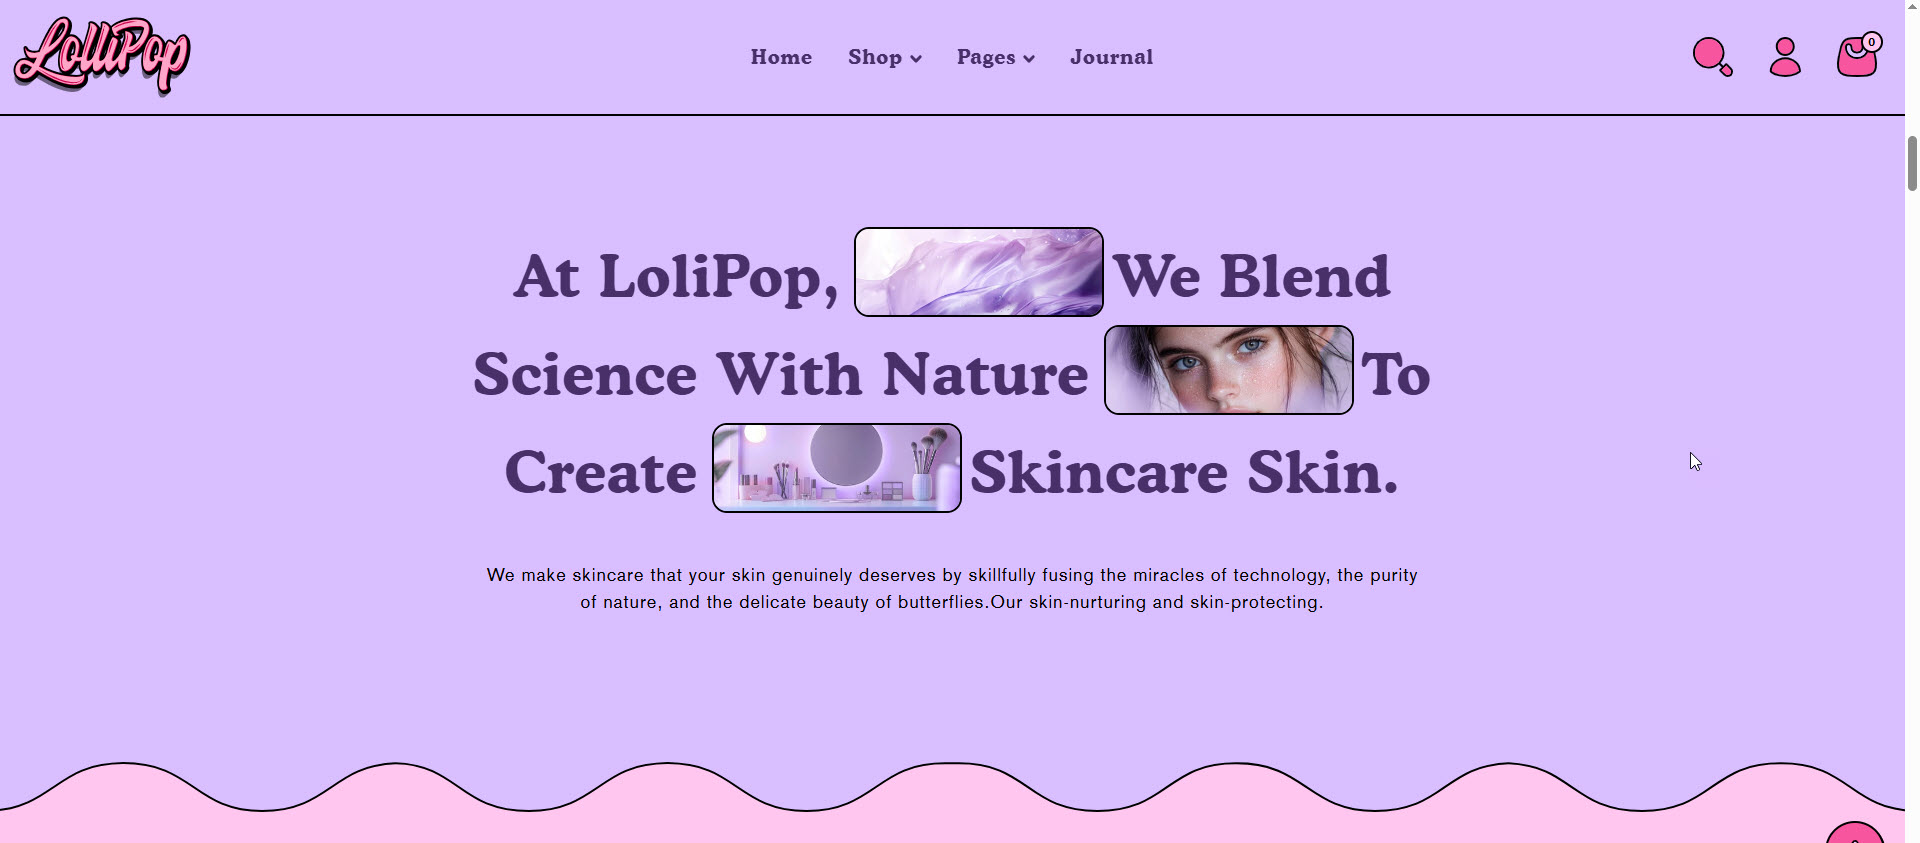 LolliPop
Home Shop Pages Journal
0
At LoliPop, We Blend
Science With Nature To
Create Skincare Skin.
We make skincare that your skin genuinely deserves by skillfully fusing the miracles of technology, the purity
of nature, and the delicate beauty of butterflies.Our skin-nurturing and skin-protecting.